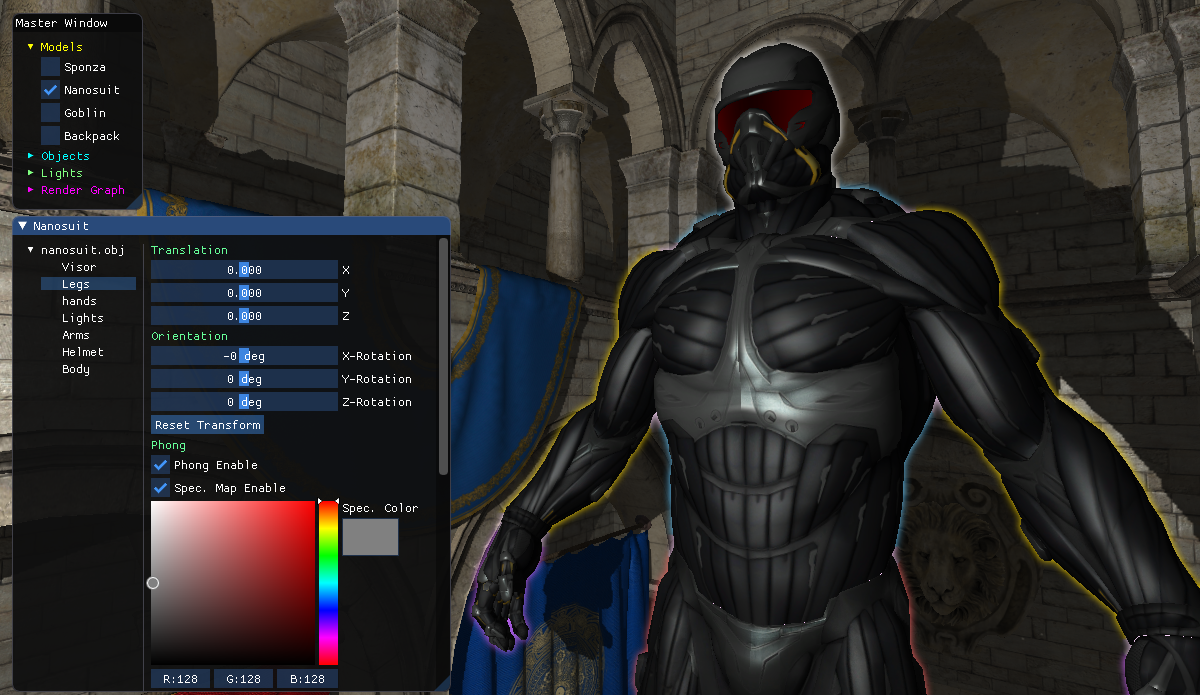 Master Window
Models
Sponza
Nanosuit
Goblin
Backpack
Objects
Lights
Render Graph
Nanosuit
nanosuit.obj
Visor
Legs
hands
Lights
Arms
Helmet
Body
Translation
0.000 X
0.000 Y
0.000 Z
Orientation
-0 deg X-Rotation
0 deg Y-Rotation
0 deg Z-Rotation
Reset Transform
Phong
Phong Enable
Spec. Map Enable
Spec. Color
R:128 G:128 B:128